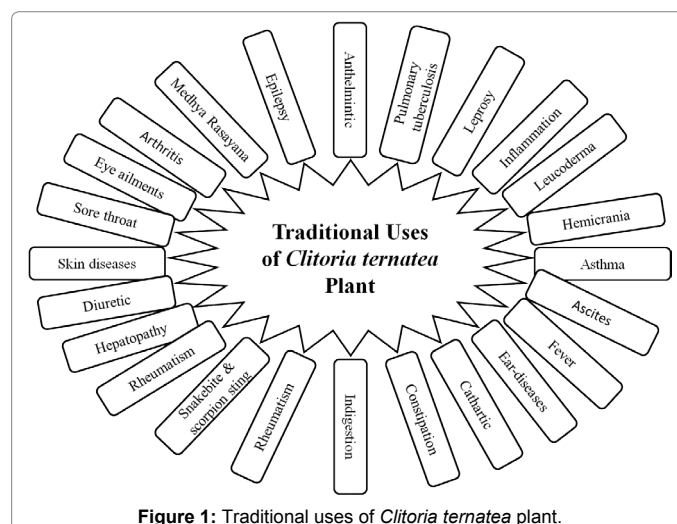 Traditional Uses
of Clitoria ternatea
Plant
Anthelmintic
Pulmonary
tuberculosis
Leprosy
Inflammation
Leucoderma
Hemicrania
Asthma
Ascites
Fever
Ear-diseases
Cathartic
Constipation
Indigestion
Rheumatism
Snakebite &
scorpion sting
Rheumatism
Hepatopathy
Diuretic
Skin diseases
Sore throat
Eye ailments
Arthritis
Medhya Rasayana
Epilepsy
Figure 1: Traditional uses of Clitoria ternatea plant.